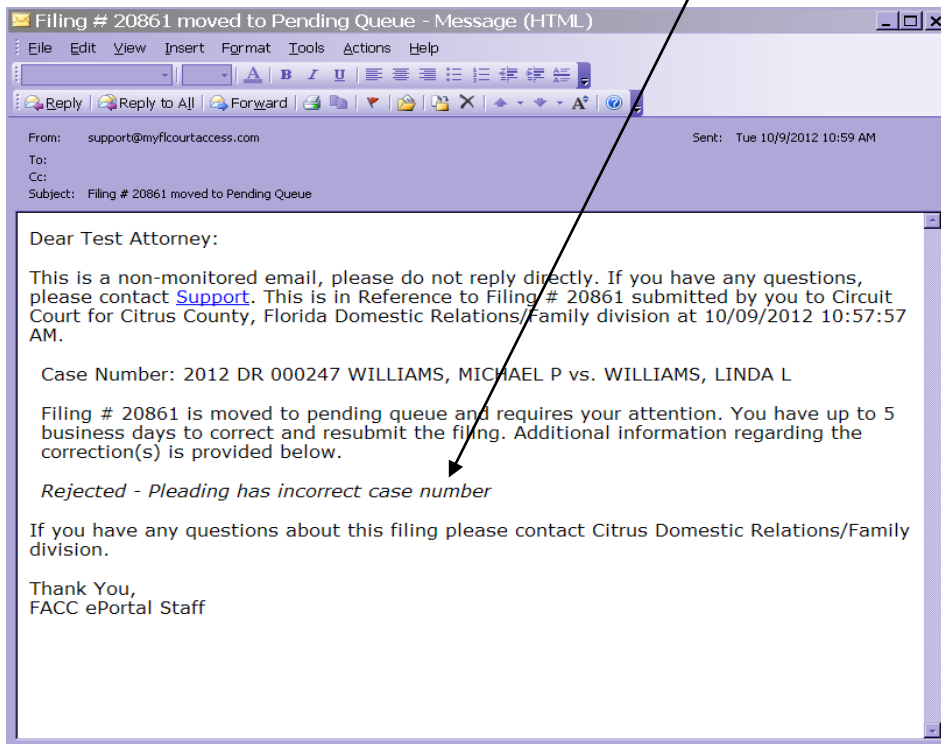 Filing # 20861 moved to Pending Queue - Message (HTML)
File Edit View Insert Format Tools Actions Help
A B I U
Reply Reply to All Forward A
From: support@myflcourtaccess.com Sent: Tue 10/9/2012 10:59 AM
To:
Cc:
Subject: Filing # 20861 moved to Pending Queue
Dear Test Attorney:
This is a non-monitored email, please do not reply directly. If you have any questions,
please contact Support. This is in Reference to Filing # 20861 submitted by you to Circuit
Court for Citrus County, Florida Domestic Relations/Family division at 10/09/2012 10:57:57
AM.
Case Number: 2012 DR 000247 WILLIAMS, MICHAEL P vs. WILLIAMS, LINDA L
Filing # 20861 is moved to pending queue and requires your attention. You have up to 5
business days to correct and resubmit the filing. Additional information regarding the
correction(s) is provided below.
Rejected - Pleading has incorrect case number
If you have any questions about this filing please contact Citrus Domestic Relations/Family
division.
Thank You,
FACC ePortal Staff